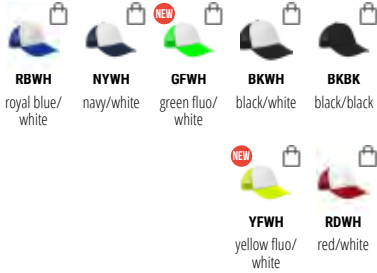 NEW
RBWH NYWH GFWH BKWH BKBK
royal blue/ navy/white green fluo/ black/white black/black
white white
NEW
YFWH RDWH
yellow fluo/ red/white
white